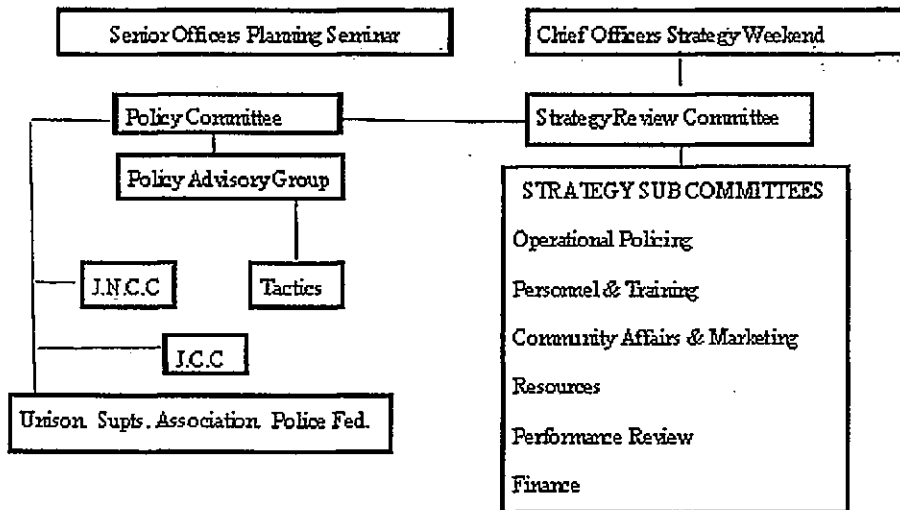 Senior Officers Planning Seminar
Chief Officers Strategy Weekend
Policy Committee
Strategy Review Committee
Policy Advisory Group
STRATEGY SUB COMMITTEES
Operational Policing
J.N.C.C
Tactics
Personnel & Training
Community Affairs & Marketing
J.C.C
Resources
Unison. Supts. Association. Police Fed.
Performance Review
Finance